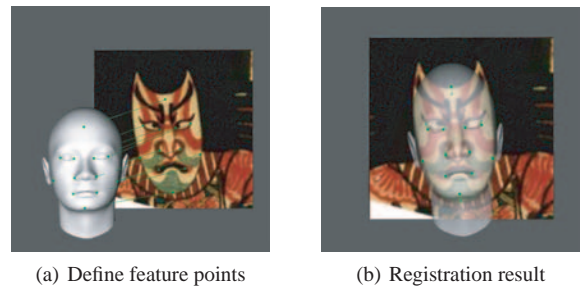 (a) Define feature points
(b) Registration result